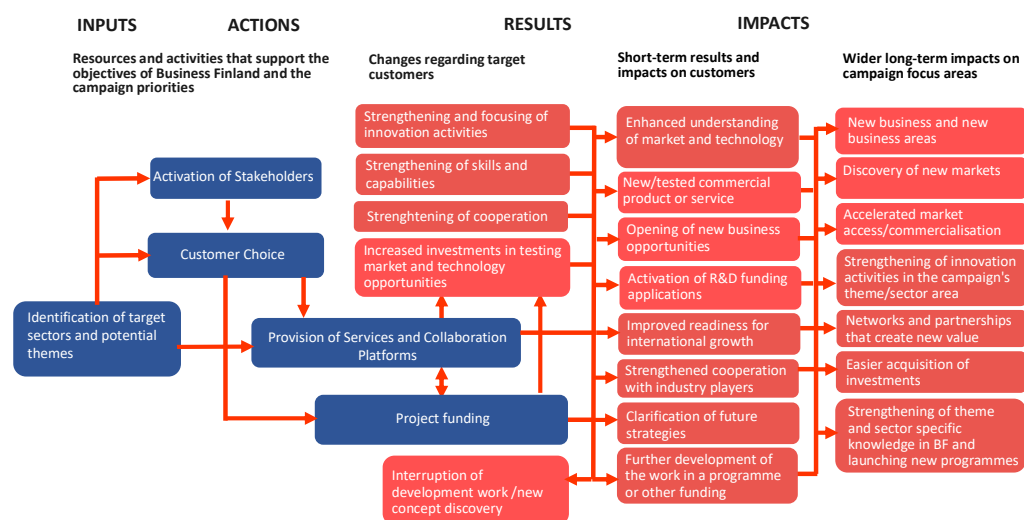 INPUTS
ACTIONS
RESULTS
IMPACTS
Resources and activities that support the
objectives of Business Finland and the
campaign priorities
Changes regarding target
customers
Short-term results and
impacts on customers
Wider long-term impacts on
campaign focus areas
Identification of target
sectors and potential
themes
Activation of Stakeholders
Customer Choice
Provision of Services and Collaboration
Platforms
Project funding
Strengthening and focusing of
innovation activities
Strengthening of skills and
capabilities
Strenghtening of cooperation
Increased investments in testing
market and technology
opportunities
Interruption of
development work /new
concept discovery
Enhanced understanding
of market and technology
New/tested commercial
product or service
Opening of new business
opportunities
Activation of R&D funding
applications
Improved readiness for
international growth
Strengthened cooperation
with industry players
Clarification of future
strategies
Further development of
the work in a programme
or other funding
New business and new
business areas
Discovery of new markets
Accelerated market
access/commercialisation
Strengthening of innovation
activities in the campaign's
theme/sector area
Networks and partnerships
that create new value
Easier acquisition of
investments
Strengthening of theme
and sector specific
knowledge in BF and
launching new programmes